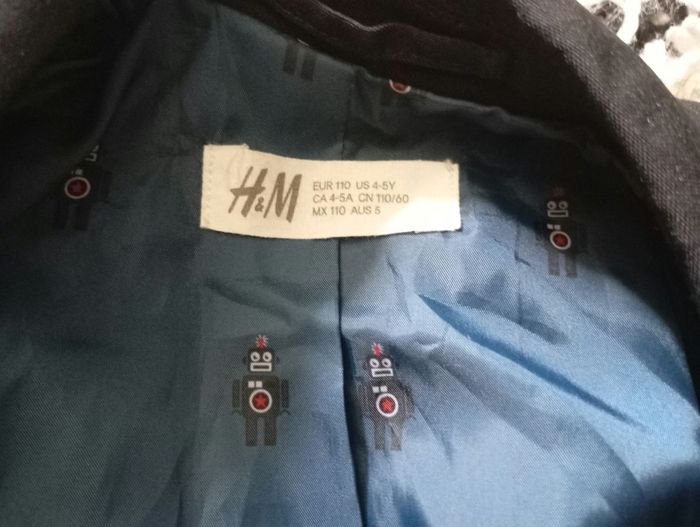 H&M
EUR 110 US 4-5Y
CA 4-5A CN 110/60
MX 110 AUS 5